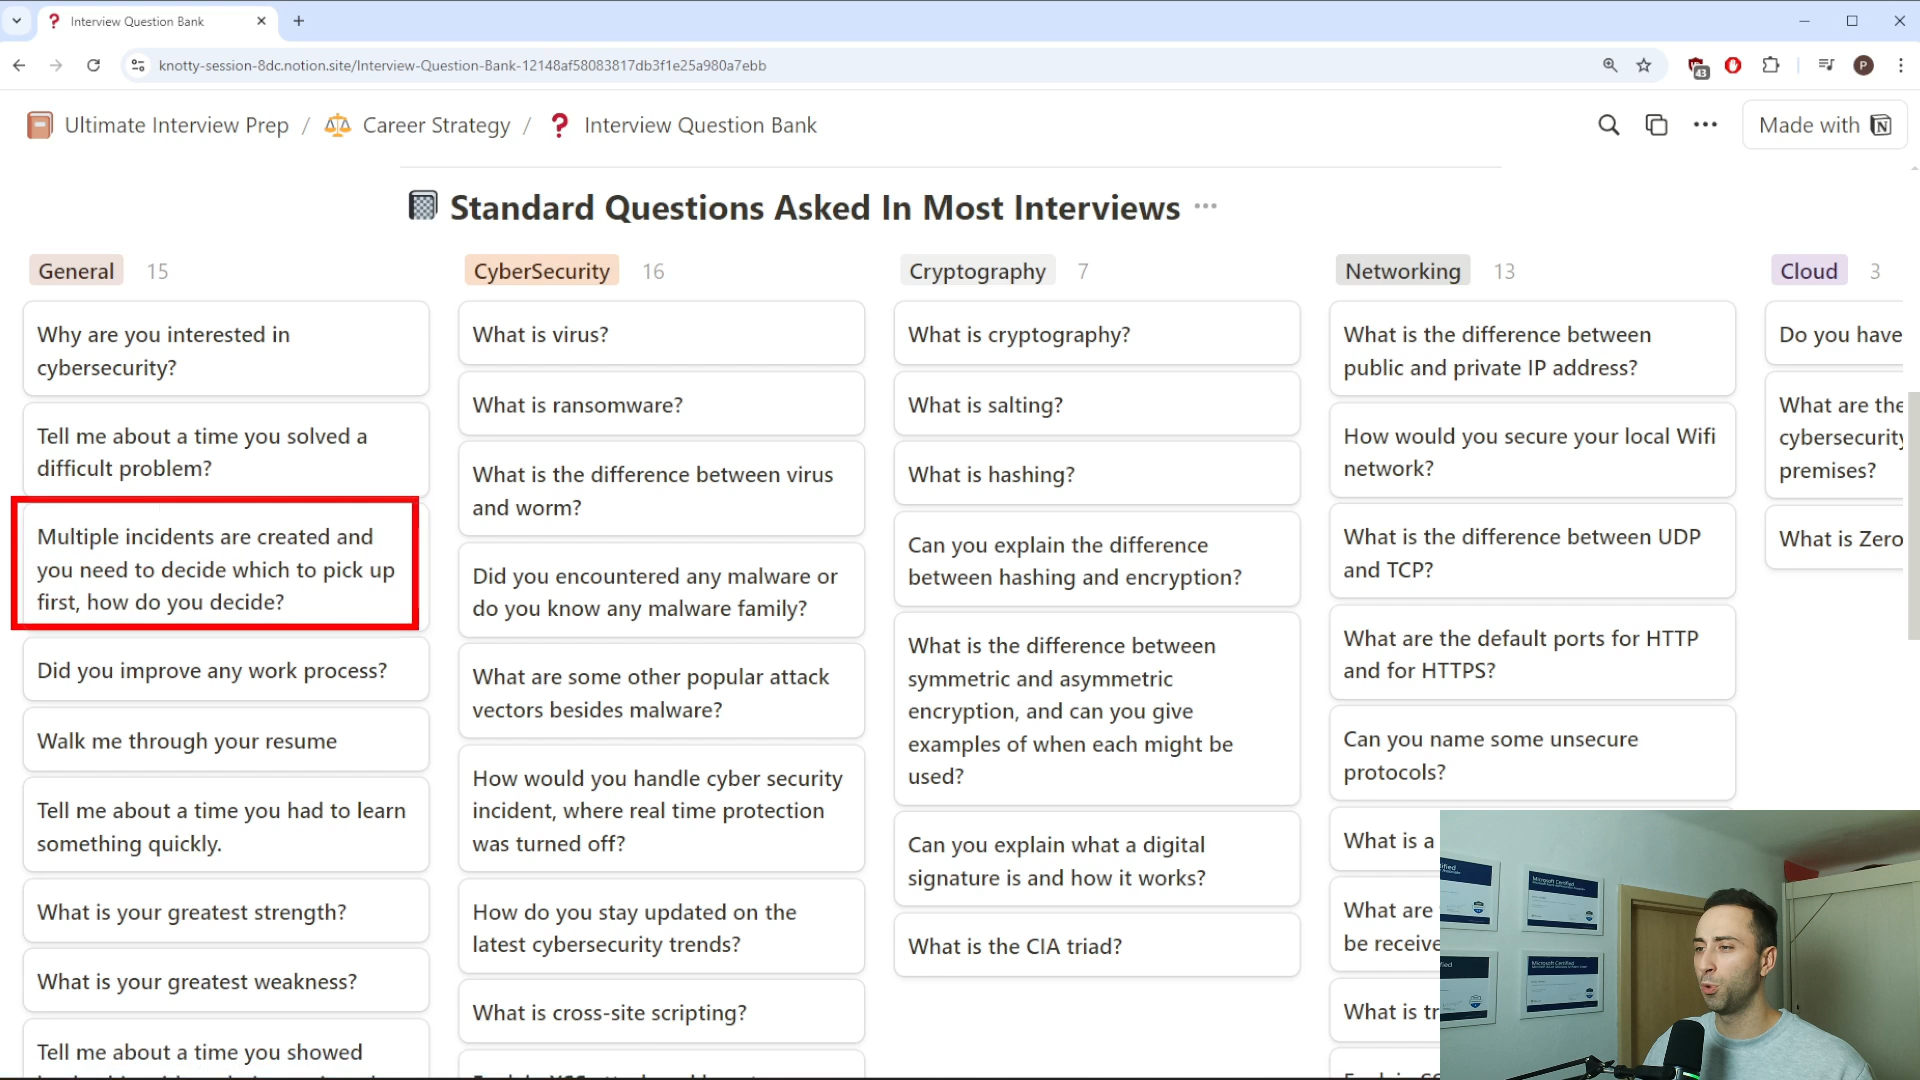 Interview Question Bank
knotty-session-8dc.notion.site/Interview-Question-Bank-12148af58083817db3f1e25a980a7ebb
43
P
Ultimate Interview Prep / Career Strategy / Interview Question Bank
Made with
Standard Questions Asked In Most Interviews
General 15
Why are you interested in
cybersecurity?
Tell me about a time you solved a
difficult problem?
Multiple incidents are created and
you need to decide which to pick up
first, how do you decide?
Did you improve any work process?
Walk me through your resume
Tell me about a time you had to learn
something quickly.
What is your greatest strength?
What is your greatest weakness?
Tell me about a time you showed
CyberSecurity 16
What is virus?
What is ransomware?
What is the difference between virus
and worm?
Did you encountered any malware or
do you know any malware family?
What are some other popular attack
vectors besides malware?
How would you handle cyber security
incident, where real time protection
was turned off?
How do you stay updated on the
latest cybersecurity trends?
What is cross-site scripting?
Cryptography 7
What is cryptography?
What is salting?
What is hashing?
Can you explain the difference
between hashing and encryption?
What is the difference between
symmetric and asymmetric
encryption, and can you give
examples of when each might be
used?
Can you explain what a digital
signature is and how it works?
What is the CIA triad?
Networking 13
What is the difference between
public and private IP address?
How would you secure your local Wifi
network?
What is the difference between UDP
and TCP?
What are the default ports for HTTP
and for HTTPS?
Can you name some unsecure
protocols?
What is a
What are
be receive
What is tr
Cloud 3
Do you have
What are the
cybersecurity
premises?
What is Zero
Microsoft Certified
Microsoft Certified